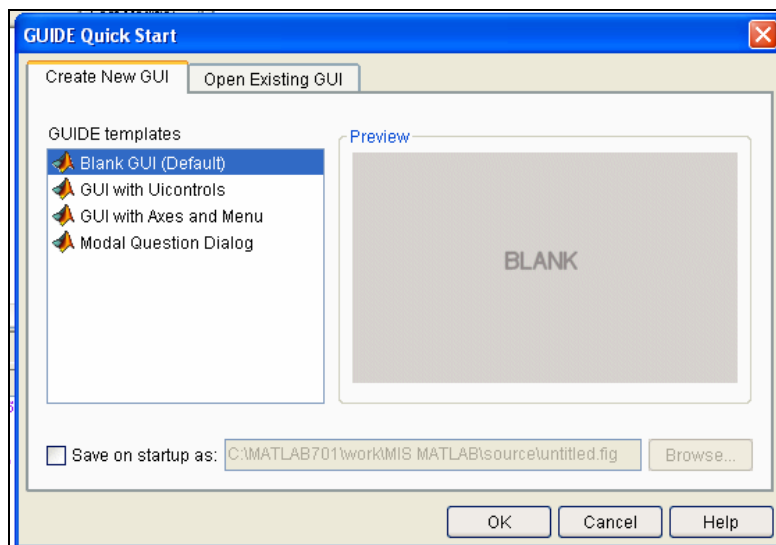 GUIDE Quick Start
Create New GUI
Open Existing GUI
GUIDE templates
Blank GUI (Default)
GUI with Uicontrols
GUI with Axes and Menu
Modal Question Dialog
Preview
BLANK
Save on startup as:
C:\MATLAB701\work\MIS MATLAB\source\untitled.fig
Browse...
OK
Cancel
Help